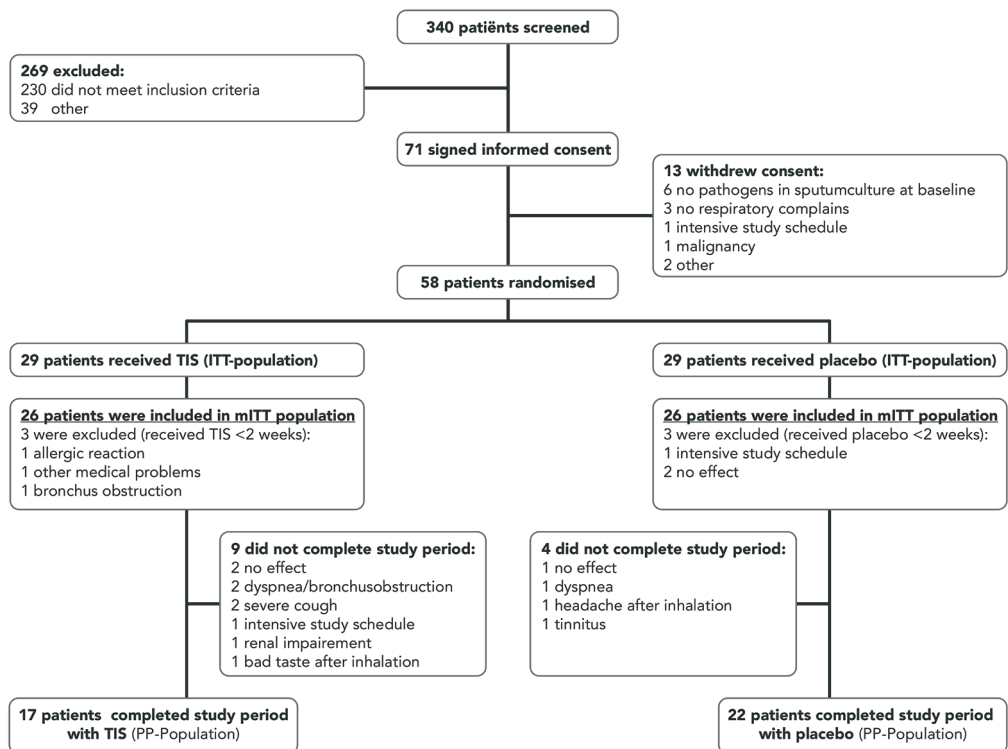 340 patiënts screened
269 excluded:
230 did not meet inclusion criteria
39 other
71 signed informed consent
13 withdrew consent:
6 no pathogens in sputumculture at baseline
3 no respiratory complains
1 intensive study schedule
1 malignancy
2 other
58 patients randomised
29 patients received TIS (ITT-population)
29 patients received placebo (ITT-population)
26 patients were included in mITT population
3 were excluded (received TIS <2 weeks):
1 allergic reaction
1 other medical problems
1 bronchus obstruction
26 patients were included in mITT population
3 were excluded (received placebo <2 weeks):
1 intensive study schedule
2 no effect
9 did not complete study period:
2 no effect
2 dyspnea/bronchusobstruction
2 severe cough
1 intensive study schedule
1 renal impairement
1 bad taste after inhalation
4 did not complete study period:
1 no effect
1 dyspnea
1 headache after inhalation
1 tinnitus
17 patients completed study period
with TIS (PP-Population)
22 patients completed study period
with placebo (PP-Population)